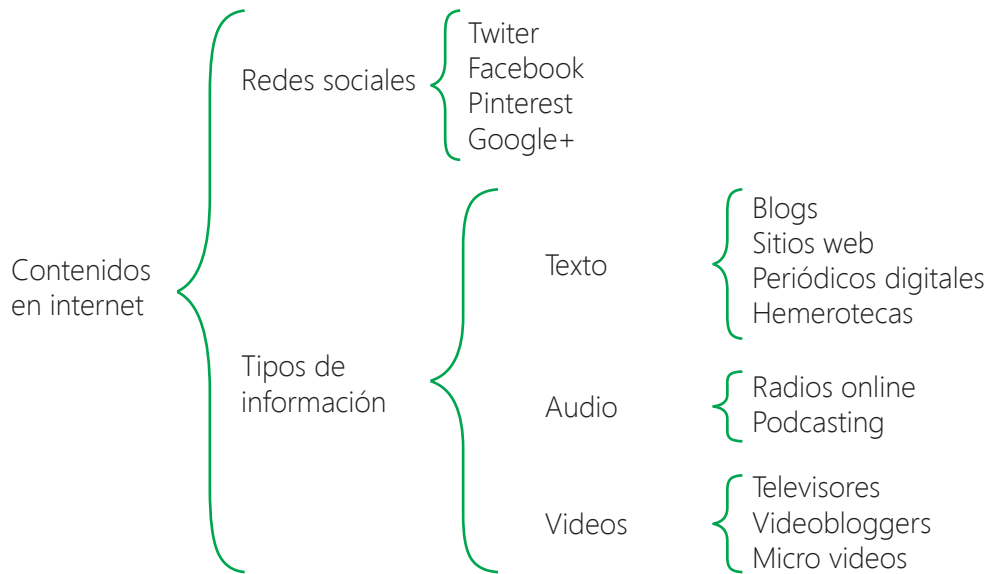 Contenidos
en internet
Redes sociales
Twiter
Facebook
Pinterest
Google+
Tipos de
información
Texto
Blogs
Sitios web
Periódicos digitales
Hemerotecas
Audio
Radios online
Podcasting
Videos
Televisores
Videobloggers
Micro videos